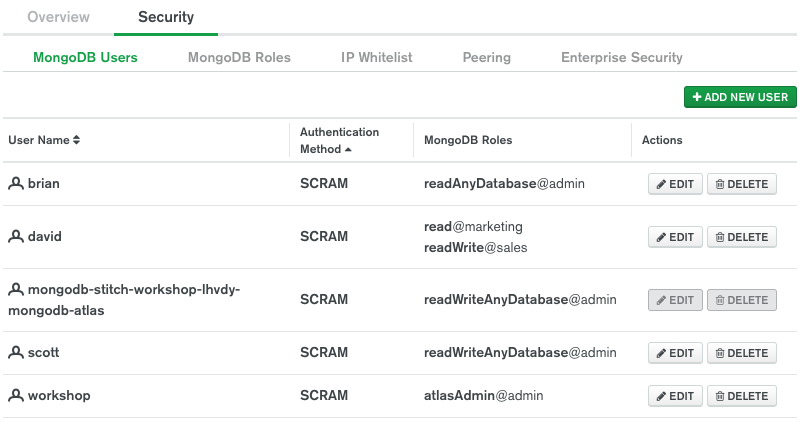 Overview Security
MongoDB Users MongoDB Roles IP Whitelist Peering Enterprise Security
+ ADD NEW USER
User Name Authentication Method MongoDB Roles Actions
brian SCRAM readAnyDatabase@admin EDIT DELETE
david SCRAM read@marketing
readWrite@sales EDIT DELETE
mongodb-stitch-workshop-lhvdy-
mongodb-atlas SCRAM readWriteAnyDatabase@admin EDIT DELETE
scott SCRAM readWriteAnyDatabase@admin EDIT DELETE
workshop SCRAM atlasAdmin@admin EDIT DELETE